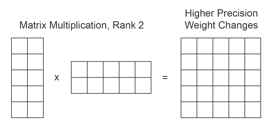 Matrix Multiplication, Rank 2
Higher Precision
Weight Changes
x
=